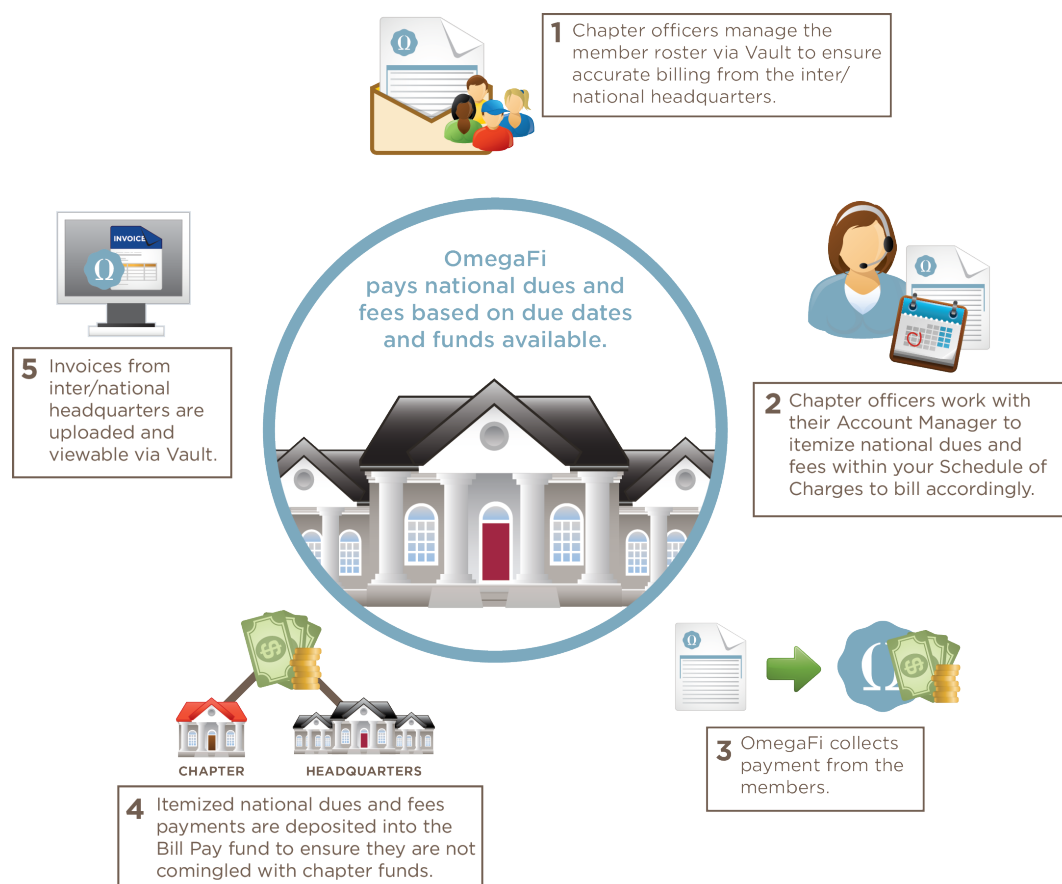 1 Chapter officers manage the
member roster via Vault to ensure
accurate billing from the inter/
national headquarters.
Ω
OmegaFi
pays national dues and
fees based on due dates
and funds available.
Ω
2 Chapter officers work with
their Account Manager to
itemize national dues and
fees within your Schedule of
Charges to bill accordingly.
Ω
Ω
$
3 OmegaFi collects
payment from the
members.
$
CHAPTER
HEADQUARTERS
4 Itemized national dues and fees
payments are deposited into the
Bill Pay fund to ensure they are not
comingled with chapter funds.
INVOICE
Ω
5 Invoices from
inter/national
headquarters are
uploaded and
viewable via Vault.